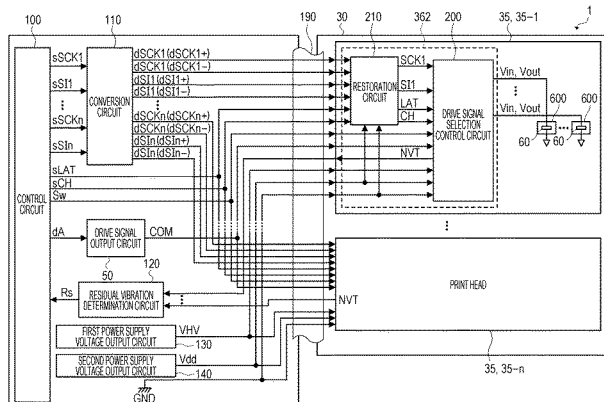 100
110
190
30
210
362
200
35, 35-1
1
sSCK1
sSI1
sSCKn
sSIn
sLAT
sCH
Sw
CONTROL CIRCUIT
CONVERSION CIRCUIT
dSCK1(dSCK1+)
dSCK1(dSCK1-)
dSI1(dSI1+)
dSI1(dSI1-)
dSCKn(dSCKn+)
dSCKn(dSCKn-)
dSIn(dSIn+)
dSIn(dSIn-)
RESTORATION
CIRCUIT
SCK1
SI1
LAT
CH
NVT
DRIVE SIGNAL
SELECTION
CONTROL CIRCUIT
Vin, Vout
Vin, Vout
600
600
60
60
dA
DRIVE SIGNAL
OUTPUT CIRCUIT
COM
50
120
Rs
RESIDUAL VIBRATION
DETERMINATION CIRCUIT
NVT
PRINT HEAD
FIRST POWER SUPPLY
VOLTAGE OUTPUT CIRCUIT
VHV
130
SECOND POWER SUPPLY
VOLTAGE OUTPUT CIRCUIT
Vdd
140
GND
35, 35-n